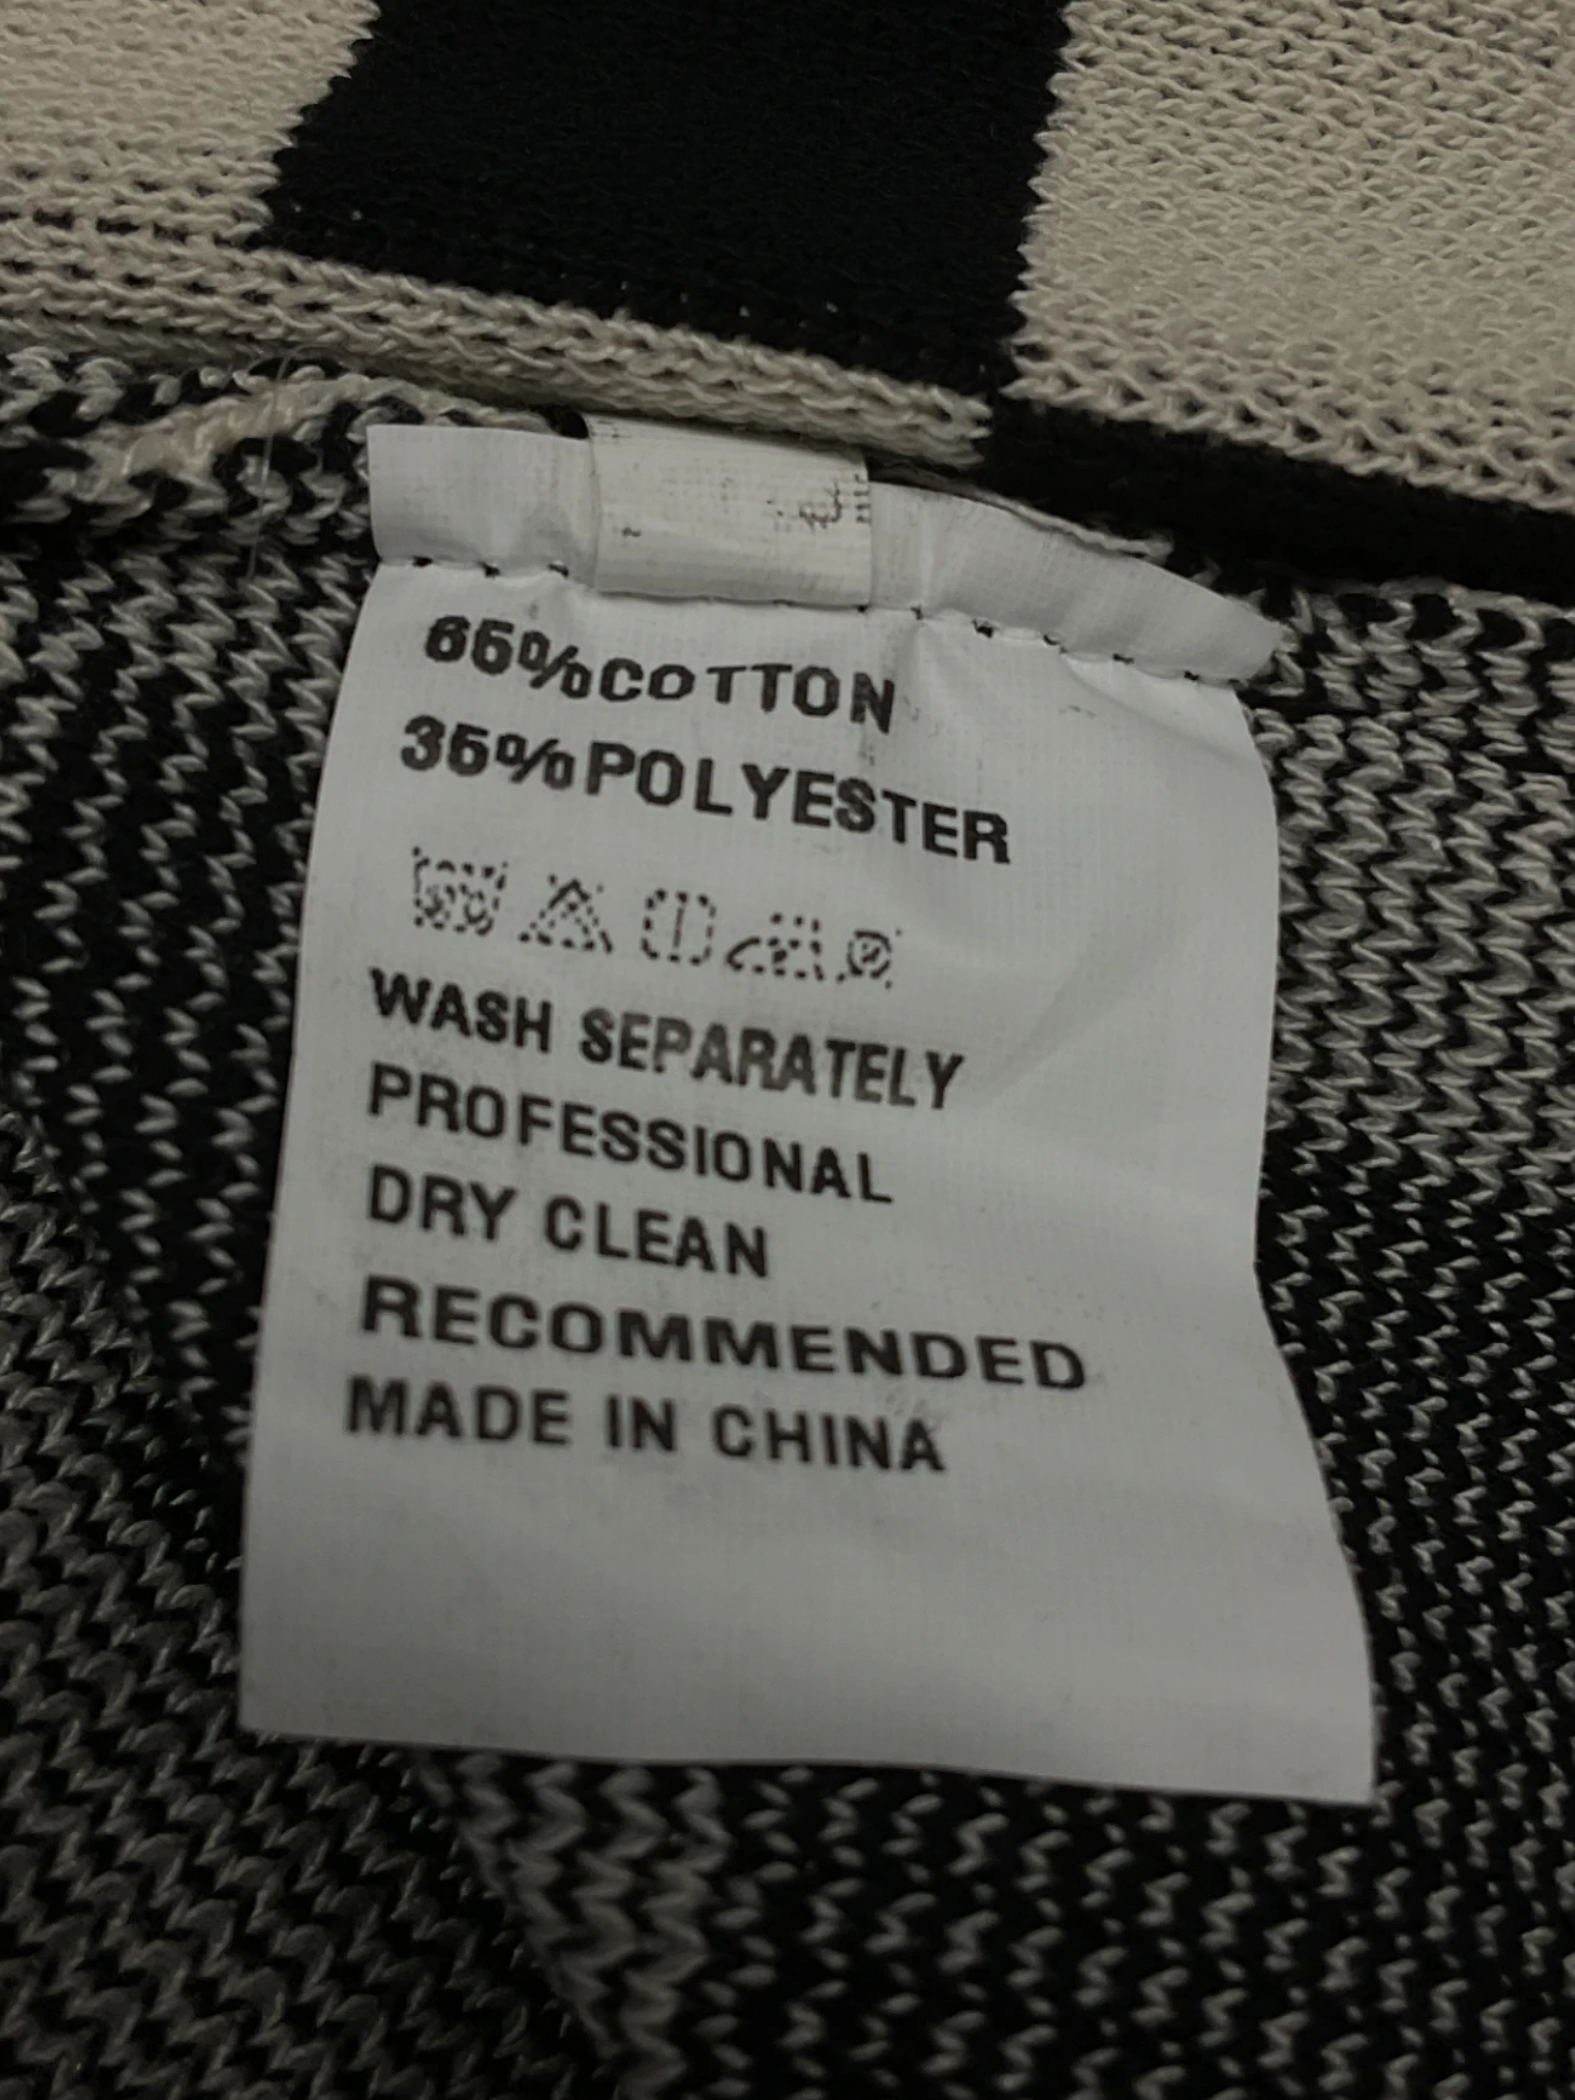 65%COTTON
35%POLYESTER
WASH SEPARATELY
PROFESSIONAL
DRY CLEAN
RECOMMENDED
MADE IN CHINA